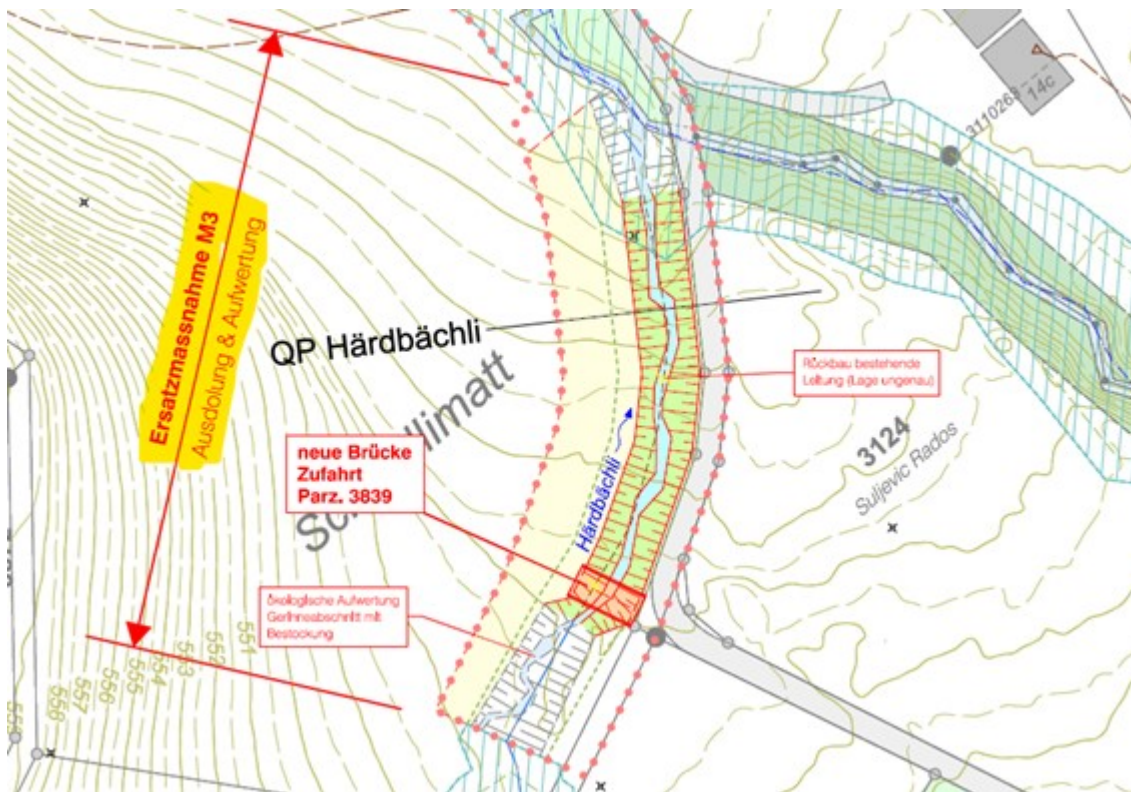 14c
3110263
Ersatzmassnahme M3
Ausdolung & Aufwertung
QP Härdbächli
Rückbau bestehende
Leitung (Lage ungenau)
3124
Suljevic Rados
neue Brücke
Zufahrt
Parz. 3839
Härdbächli
ökologische Aufwertung
Gerinneabschnitt mit
Bestockung
551
552
553
554
555
556
557
558